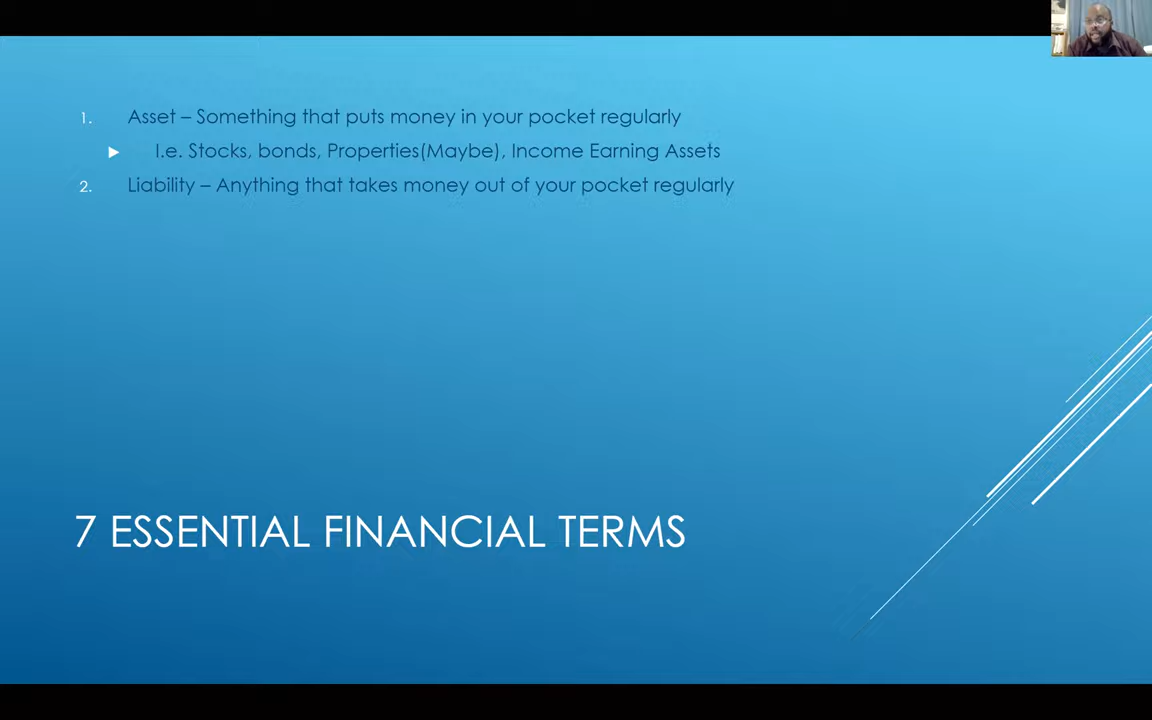 1. Asset – Something that puts money in your pocket regularly
I.e. Stocks, bonds, Properties(Maybe), Income Earning Assets
2. Liability – Anything that takes money out of your pocket regularly
7 ESSENTIAL FINANCIAL TERMS